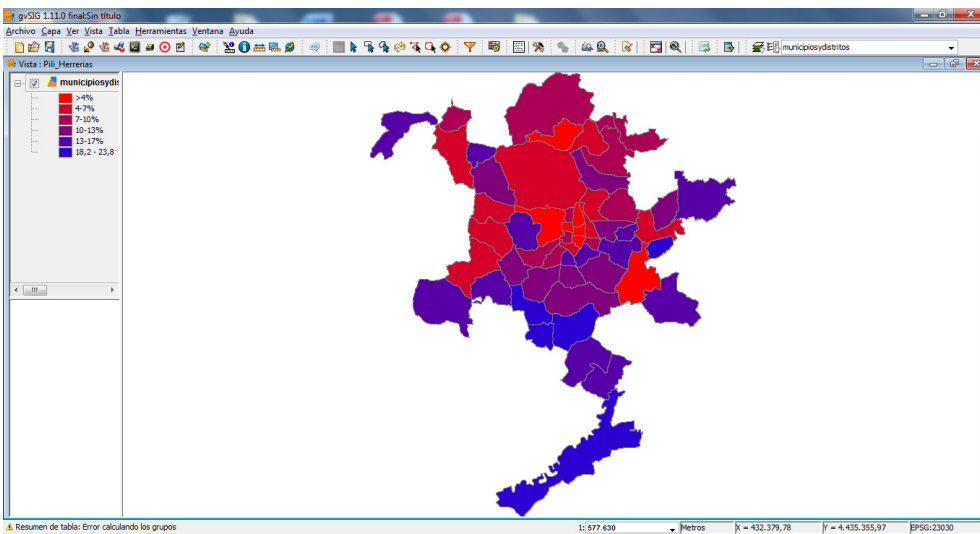 gvSIG 1.11.0 final:Sin título
Archivo Capa Ver Vista Tabla Herramientas Ventana Ayuda
municipiosydistritos
Vista : Pili_Herrerias
municipiosydis
>4%
4-7%
7-10%
10-13%
13-17%
18,2 - 23,8
Resumen de tabla: Error calculando los grupos
1: 577.630
Metros
X = 432.379,78
Y = 4.435.355,97
EPSG:23030